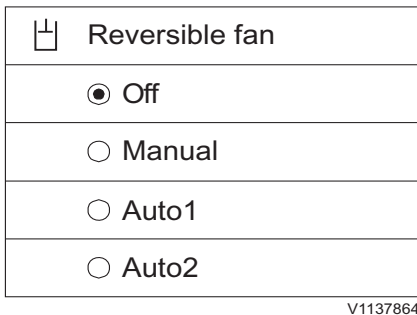 Reversible fan
Off
Manual
Auto1
Auto2
V1137864